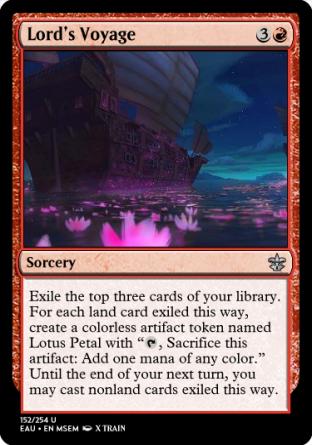 Lord's Voyage 3
Sorcery
Exile the top three cards of your library.
For each land card exiled this way,
create a colorless artifact token named
Lotus Petal with “, Sacrifice this
artifact: Add one mana of any color.”
Until the end of your next turn, you
may cast nonland cards exiled this way.
152/254 U
EAU • EN MSEM X TRAIN